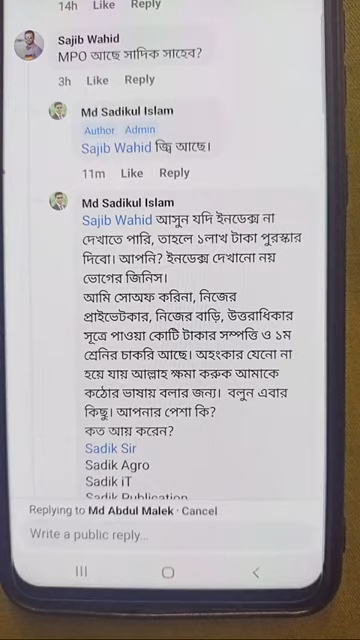 14h Like Reply
Sajib Wahid
MPO আছে সাদিক সাহেব?
3h Like Reply
Md Sadikul Islam
Author Admin
Sajib Wahid জ্বি আছে।
11m Like Reply
Md Sadikul Islam
Sajib Wahid আসুন যদি ইনডেক্স না
দেখাতে পারি, তাহলে ১লাখ টাকা পুরস্কার
দিবো। আপনি? ইনডেক্স দেখানো নয়
ভোগের জিনিস।
আমি সোঅফ করিনা, নিজের
প্রাইভেটকার, নিজের বাড়ি, উত্তরাধিকার
সূত্রে পাওয়া কোটি টাকার সম্পত্তি ও ১ম
শ্রেনির চাকরি আছে। অহংকার যেনো না
হয়ে যায় আল্লাহ ক্ষমা করুক আমাকে
কঠোর ভাষায় বলার জন্য। বলুন এবার
কিছু। আপনার পেশা কি?
কত আয় করেন?
Sadik Sir
Sadik Agro
Sadik iT
Sadik Publication
Replying to Md Abdul Malek · Cancel
Write a public reply...